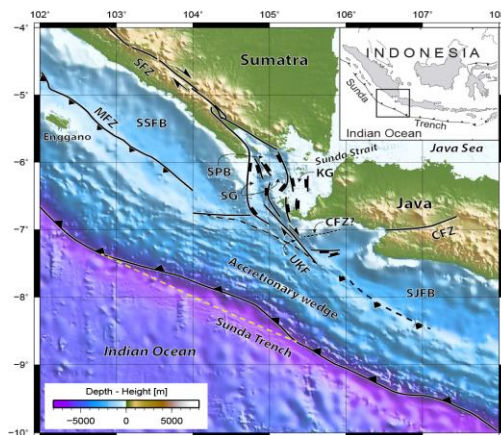 102° 103° 104° 105° 106° 107° 108°
-4°
-5°
-6°
-7°
-8°
-9°
-10°
Sumatra
INDONESIA
Sunda
Trench
Indian Ocean
SFZ
MFZ
SSFB
Enggano
Sunda Strait
Java Sea
SPB
KG
SG
Java
CFZ?
CFZ
UKF
Accretionary wedge
SJFB
Sunda Trench
Indian Ocean
Depth - Height [m]
-5000 0 5000